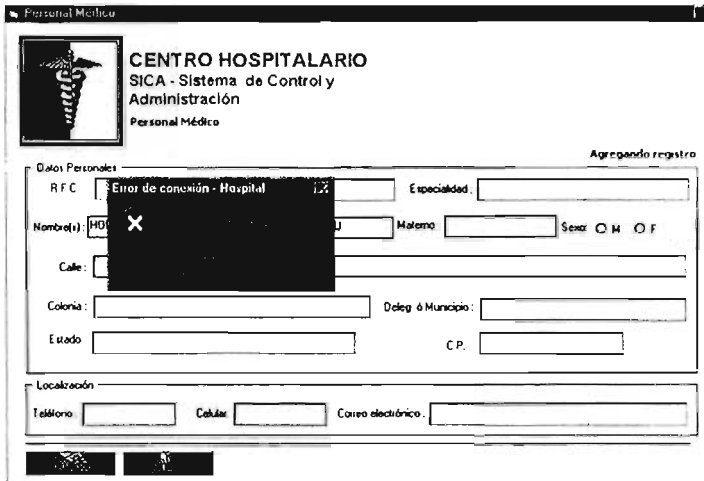 Personal Médico
CENTRO HOSPITALARIO
SICA - Sistema de Control y
Administración
Personal Médico
Agregando registro
Datos Personales
R F C
Error de conexión - Hospital
Especialidad :
Nombre(s) : HO
U
Materno
Sexo: M F
Calle :
Colonia :
Deleg ó Municipio :
Estado
C P.
Localización
Teléfono
Celular
Correo electrónico .